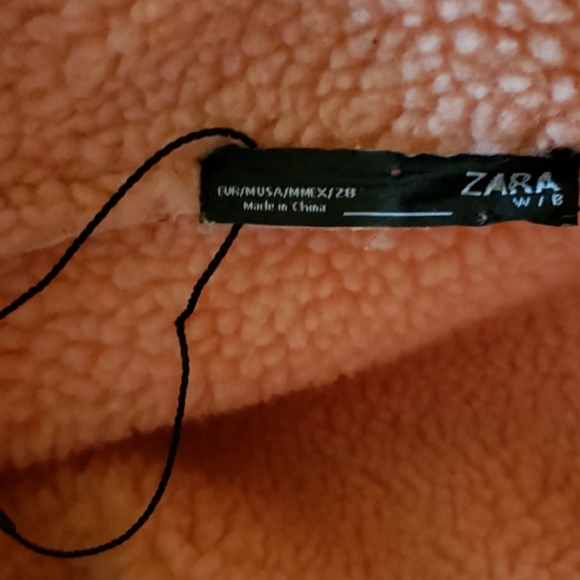 EUR/MUSA/MMEX/28
Made in China
ZARA
W / B